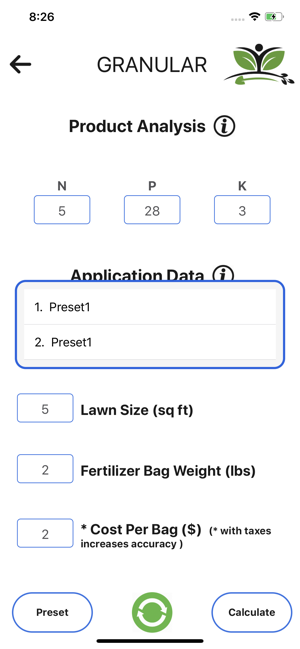 8:26
GRANULAR
Product Analysis
N P K
5 28 3
Application Data
1. Preset1
2. Preset1
5 Lawn Size (sq ft)
2 Fertilizer Bag Weight (lbs)
2 * Cost Per Bag ($) (* with taxes
increases accuracy )
Preset Calculate